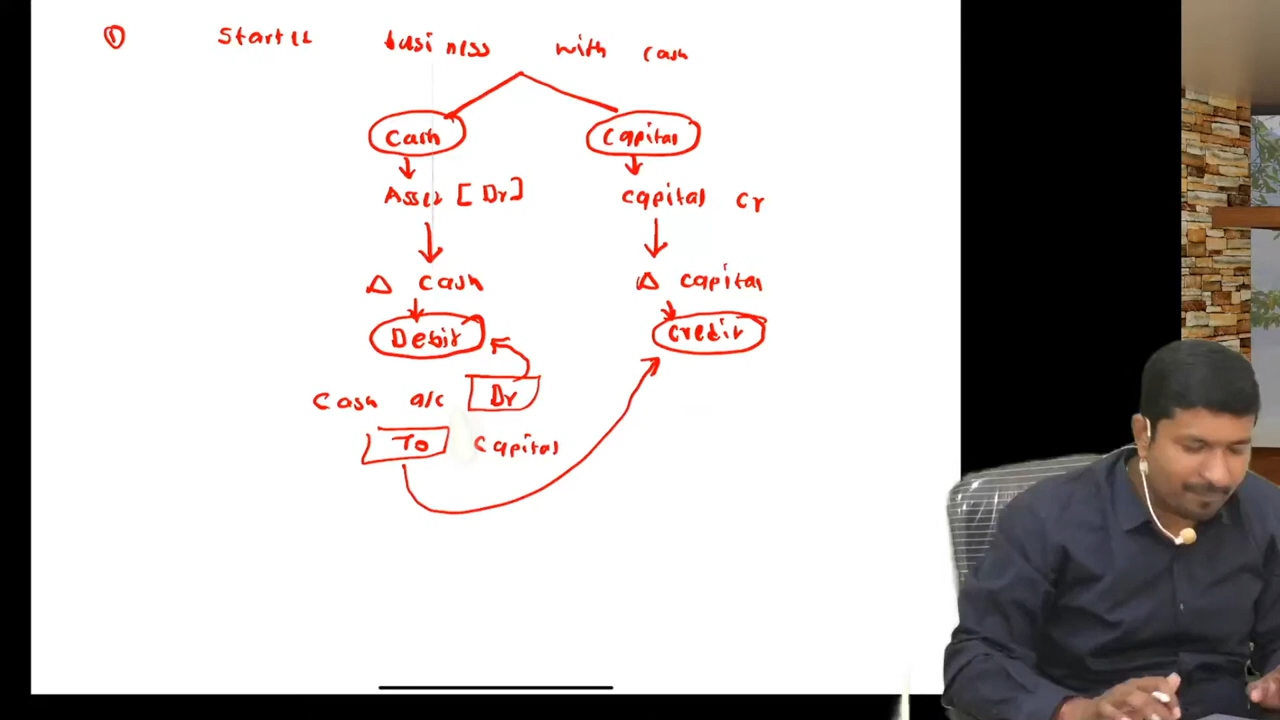 ① Started business with cash
Cash Capital
Asset [Dr] Capital Cr
Δ Cash Δ Capital
Debit Credit
Cash a/c Dr
To Capital